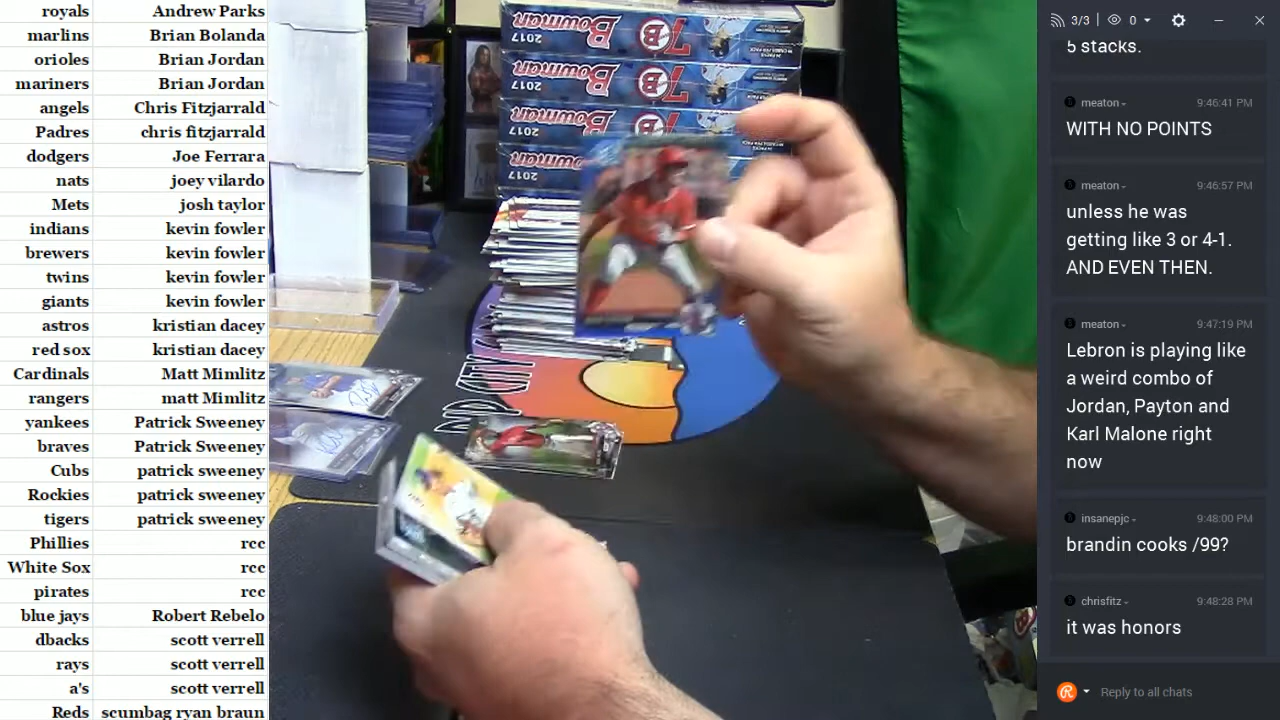 royals Andrew Parks
marlins Brian Bolanda
orioles Brian Jordan
mariners Brian Jordan
angels Chris Fitzjarrald
Padres chris fitzjarrald
dodgers Joe Ferrara
nats joey vilardo
Mets josh taylor
indians kevin fowler
brewers kevin fowler
twins kevin fowler
giants kevin fowler
astros kristian dacey
red sox kristian dacey
Cardinals Matt Mimlitz
rangers matt Mimlitz
yankees Patrick Sweeney
braves Patrick Sweeney
Cubs patrick sweeney
Rockies patrick sweeney
tigers patrick sweeney
Phillies rcc
White Sox rcc
pirates rcc
blue jays Robert Rebelo
dbacks scott verrell
rays scott verrell
a's scott verrell
Reds scumbag ryan braun
2017 Bowman 70 B
2017 Bowman 70 B
2017 Bowman 70 B
2017 Bowman 70 B
3/3 0
5 stacks.
meaton 9:46:41 PM
WITH NO POINTS
meaton 9:46:57 PM
unless he was
getting like 3 or 4-1.
AND EVEN THEN.
meaton 9:47:19 PM
Lebron is playing like
a weird combo of
Jordan, Payton and
Karl Malone right
now
insanepjc 9:48:00 PM
brandin cooks /99?
chrisfitz 9:48:28 PM
it was honors
Reply to all chats